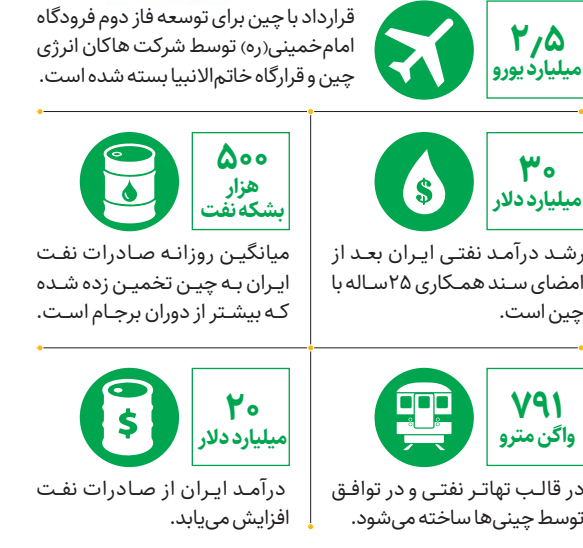 ۲٫۵
میلیارد یورو
قرارداد با چین برای توسعه فاز دوم فرودگاه
امام‌خمینی(ره) توسط شرکت هاکان انرژی
چین و قرارگاه خاتم‌الانبیا بسته شده است.
۳۰
میلیارد دلار
رشد درآمد نفتی ایران بعد از
امضای سند همکاری ۲۵ساله با
چین است.
۵۰۰
هزار
بشکه نفت
میانگین روزانه صادرات نفت
ایران به چین تخمین زده شده
که بیشتر از دوران برجام است.
۷۹۱
واگن مترو
در قالب تهاتر نفتی و در توافق
توسط چینی‌ها ساخته می‌شود.
۲۰
میلیارد دلار
درآمد ایران از صادرات نفت
افزایش می‌یابد.
$
$